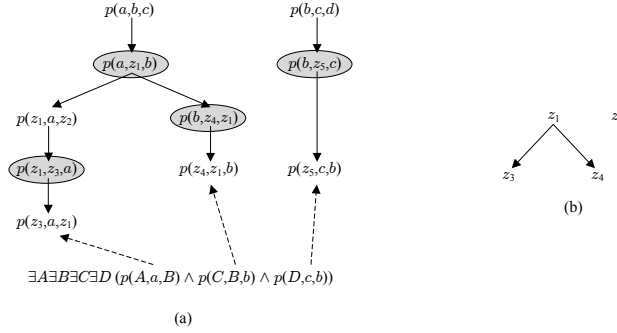 p(a,b,c) p(b,c,d)
p(a,z₁,b) p(b,z₅,c)
p(z₁,a,z₂) p(b,z₄,z₁) z₁ z
p(z₁,z₃,a) p(z₄,z₁,b) p(z₅,c,b) z₃ z₄
p(z₃,a,z₁) (b)
∃A∃B∃C∃D (p(A,a,B) ∧ p(C,B,b) ∧ p(D,c,b))
(a)